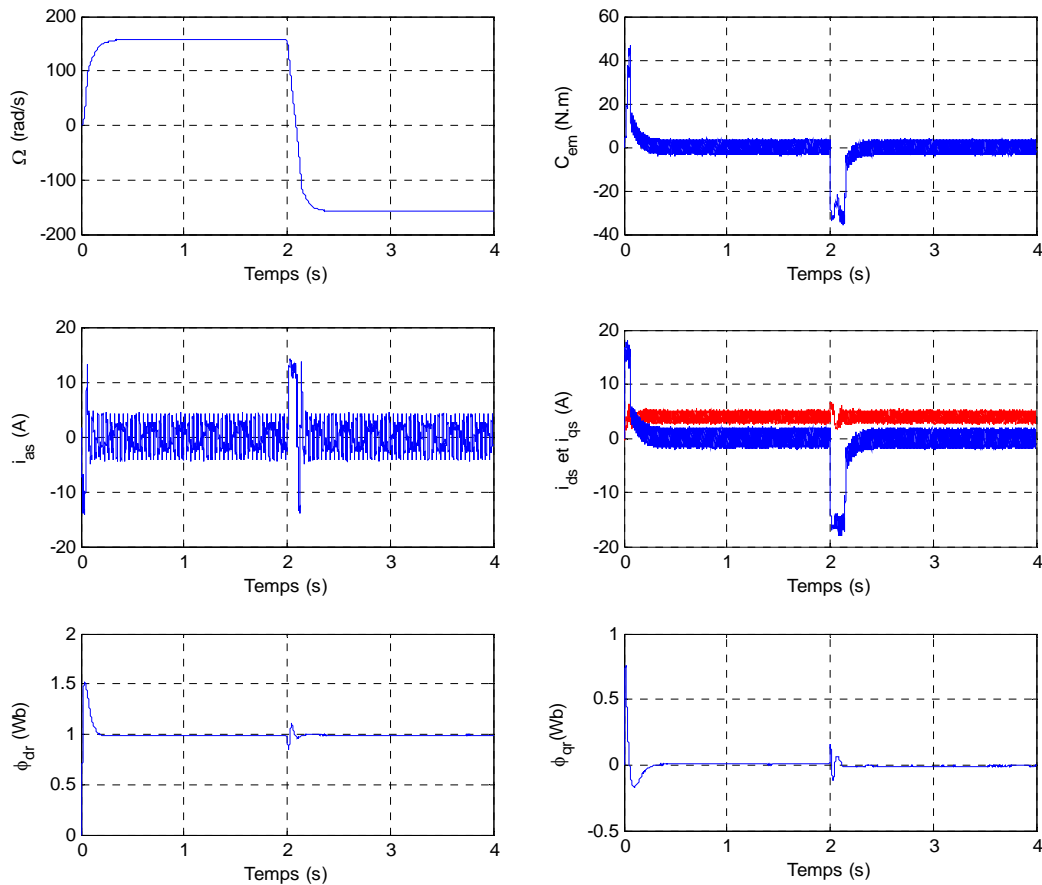 200
100
0
-100
-200
Ω (rad/s)
0 1 2 3 4
Temps (s)
60
40
20
0
-20
-40
C_em (N.m)
0 1 2 3 4
Temps (s)
20
10
0
-10
-20
i_as (A)
0 1 2 3 4
Temps (s)
20
10
0
-10
-20
i_ds et i_qs (A)
0 1 2 3 4
Temps (s)
2
1.5
1
0.5
0
ϕ_dr (Wb)
0 1 2 3 4
Temps (s)
1
0.5
0
-0.5
ϕ_qr (Wb)
0 1 2 3 4
Temps (s)